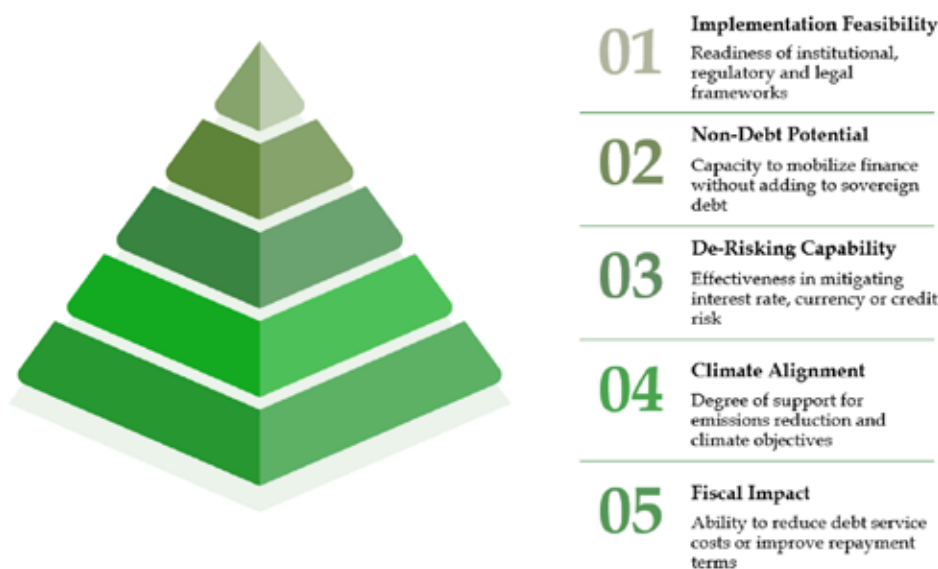 01
Implementation Feasibility
Readiness of institutional,
regulatory and legal
frameworks
02
Non-Debt Potential
Capacity to mobilize finance
without adding to sovereign
debt
03
De-Risking Capability
Effectiveness in mitigating
interest rate, currency or credit
risk
04
Climate Alignment
Degree of support for
emissions reduction and
climate objectives
05
Fiscal Impact
Ability to reduce debt service
costs or improve repayment
terms